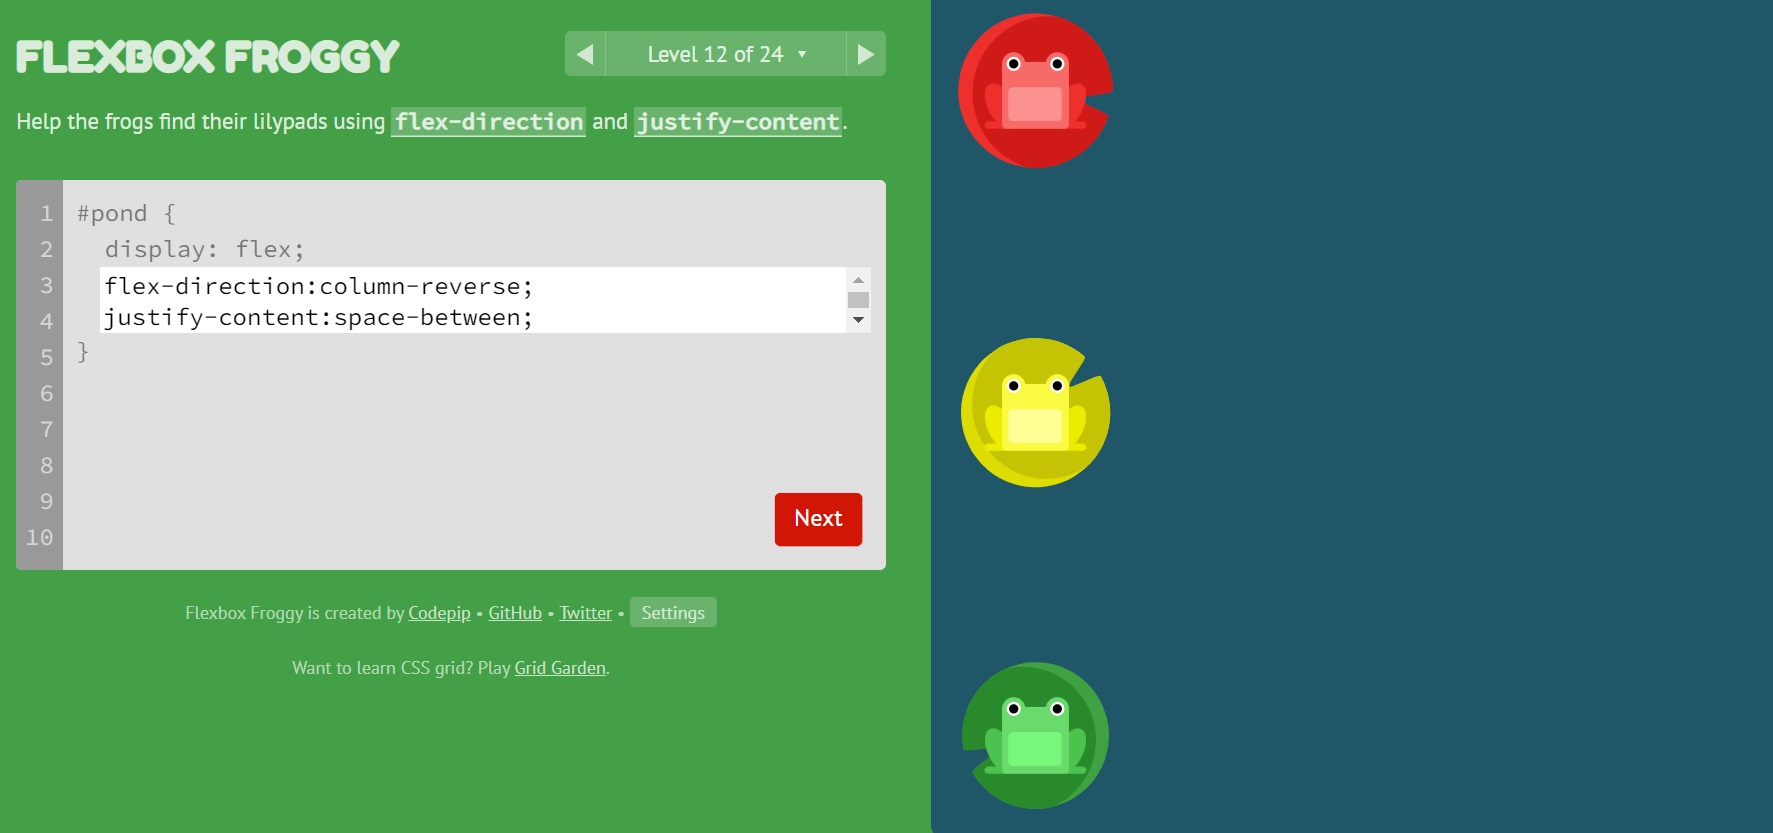 FLEXBOX FROGGY
Level 12 of 24
Help the frogs find their lilypads using flex-direction and justify-content.
1 #pond {
2 display: flex;
3 flex-direction:column-reverse;
4 justify-content:space-between;
5 }
6
7
8
9
10
Next
Flexbox Froggy is created by Codepip • GitHub • Twitter • Settings
Want to learn CSS grid? Play Grid Garden.